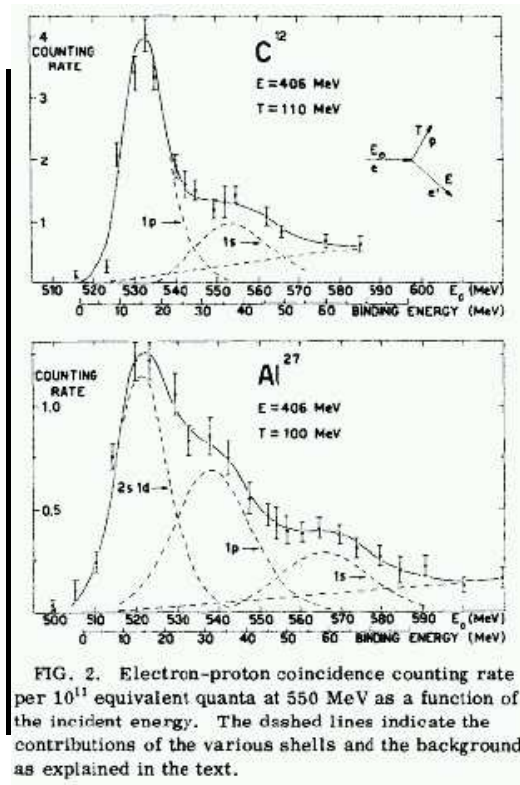 4
COUNTING
RATE
C¹²
E=406 MeV
T=110 MeV
3
2
1
T
p
E₀
e
E
e'
1p→
1s→
510 520 530 540 550 560 570 580 590 600 E₀ (MeV)
0 10 20 30 40 50 60 70 BINDING ENERGY (MeV)
COUNTING
RATE
Al²⁷
E=406 MeV
T=100 MeV
1.0
0.5
2s 1d
1p
1s
500 510 520 530 540 550 560 570 580 590 E₀ (MeV)
0 10 20 30 40 50 60 70 BINDING ENERGY (MeV)
FIG. 2. Electron-proton coincidence counting rate
per 10¹¹ equivalent quanta at 550 MeV as a function of
the incident energy. The dashed lines indicate the
contributions of the various shells and the background
as explained in the text.